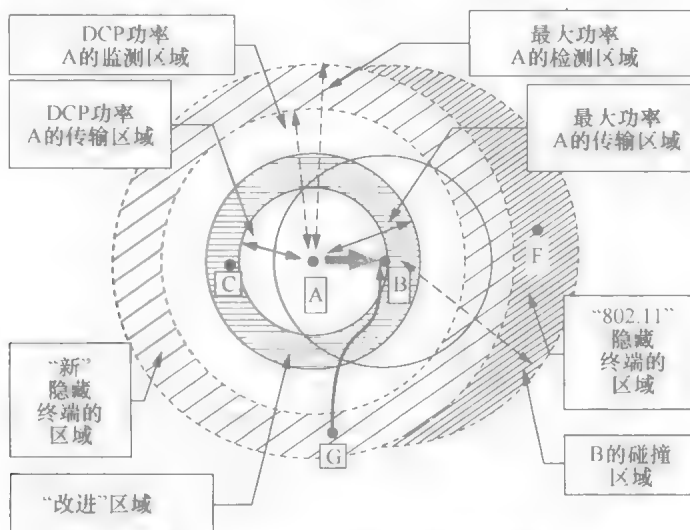 DCP功率
A的监测区域
最大功率
A的检测区域
DCP功率
A的传输区域
最大功率
A的传输区域
F
C
A
B
“802.11”
隐藏
终端的
区域
“新”
隐藏
终端的
区域
G
B的碰撞
区域
“改进”区域